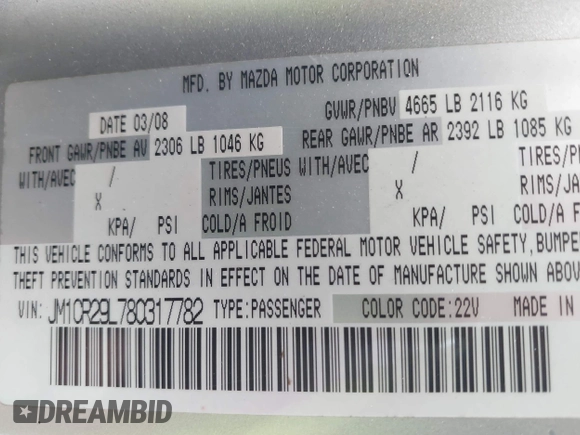 MFD. BY MAZDA MOTOR CORPORATION
DATE 03/08
GVWR/PNBV 4665 LB 2116 KG
FRONT GAWR/PNBE AV 2306 LB 1046 KG
REAR GAWR/PNBE AR 2392 LB 1085 KG
WITH/AVEC / TIRES/PNEUS WITH/AVEC / TIRES/PN
X RIMS/JANTES X RIMS/JA
KPA/ PSI COLD/A FROID KPA/ PSI COLD/A
THIS VEHICLE CONFORMS TO ALL APPLICABLE FEDERAL MOTOR VEHICLE SAFETY, BUMPE
THEFT PREVENTION STANDARDS IN EFFECT ON THE DATE OF MANUFACTURE SHOWN ABOVE
VIN: JM1CR29L780317782 TYPE:PASSENGER COLOR CODE:22V MADE IN
DREAMBID